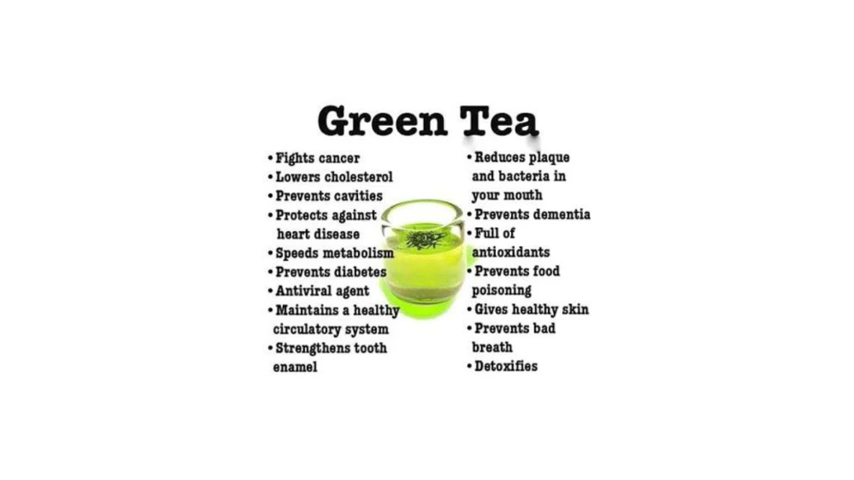 Green Tea
• Fights cancer
• Lowers cholesterol
• Prevents cavities
• Protects against
heart disease
• Speeds metabolism
• Prevents diabetes
• Antiviral agent
• Maintains a healthy
circulatory system
• Strengthens tooth
enamel
• Reduces plaque
and bacteria in
your mouth
• Prevents dementia
• Full of
antioxidants
• Prevents food
poisoning
• Gives healthy skin
• Prevents bad
breath
• Detoxifies